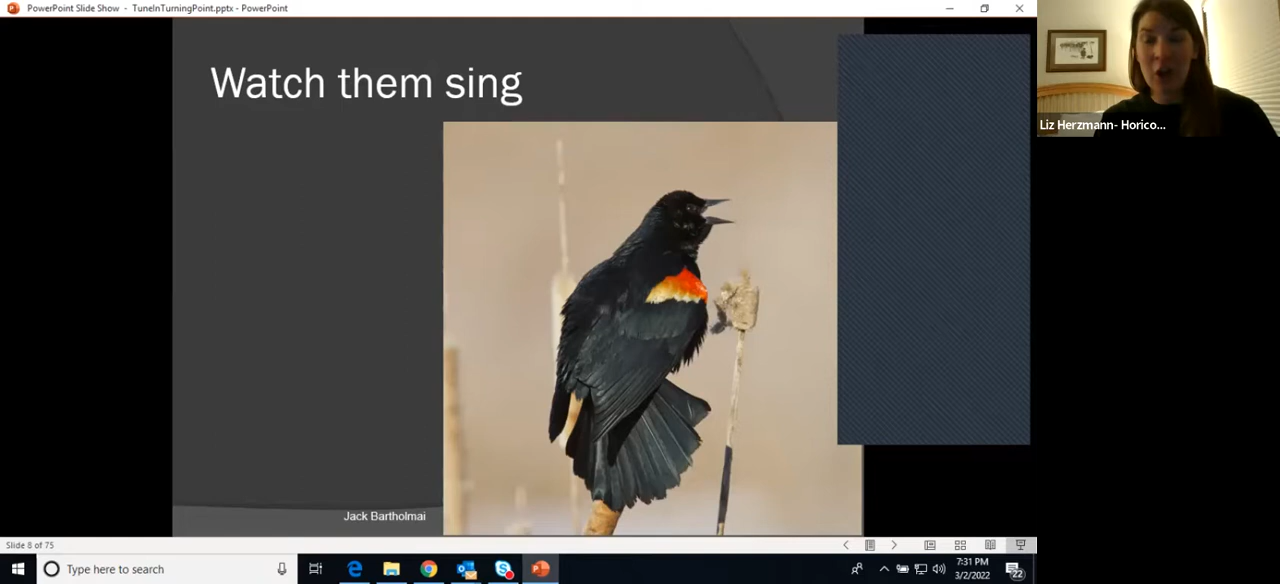 PowerPoint Slide Show - TuneInTurningPoint.pptx - PowerPoint
Watch them sing
Liz Herzmann- Horico...
Jack Bartholmai
Slide 8 of 75
Type here to search
7:31 PM
3/2/2022
22